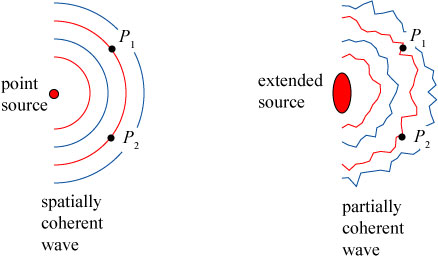 P1
point
source
P2
spatially
coherent
wave
P1
extended
source
P2
partially
coherent
wave